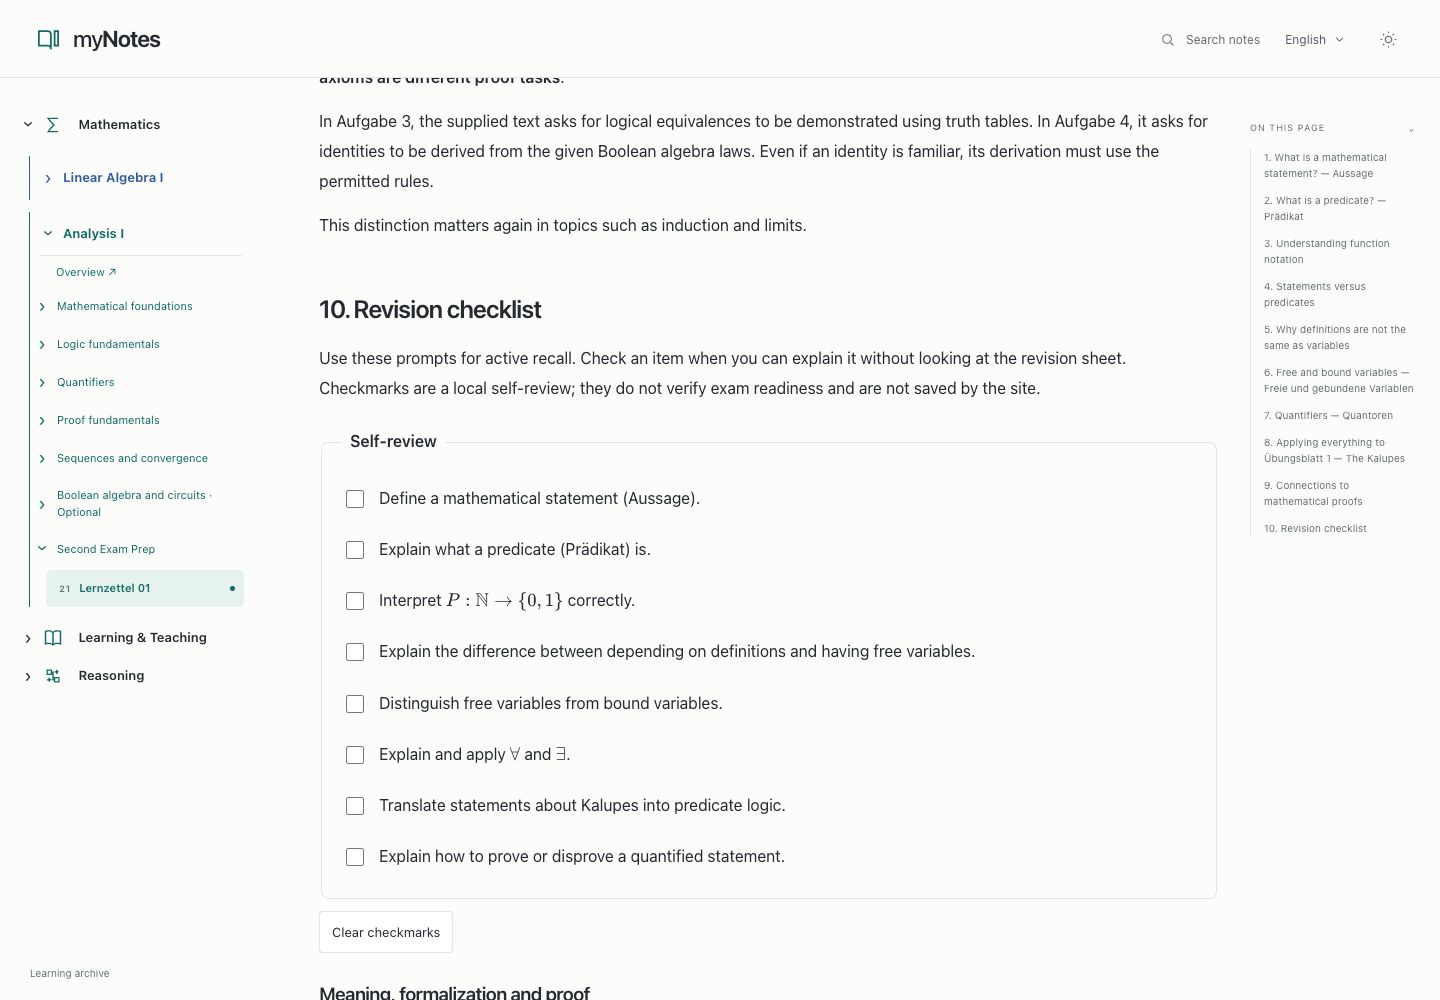 myNotes
Search notes
English
axioms are different proof tasks.
In Aufgabe 3, the supplied text asks for logical equivalences to be demonstrated using truth tables. In Aufgabe 4, it asks for
identities to be derived from the given Boolean algebra laws. Even if an identity is familiar, its derivation must use the
permitted rules.
This distinction matters again in topics such as induction and limits.
10. Revision checklist
Use these prompts for active recall. Check an item when you can explain it without looking at the revision sheet.
Checkmarks are a local self-review; they do not verify exam readiness and are not saved by the site.
Self-review
Define a mathematical statement (Aussage).
Explain what a predicate (Prädikat) is.
Interpret P : ℕ → {0, 1} correctly.
Explain the difference between depending on definitions and having free variables.
Distinguish free variables from bound variables.
Explain and apply ∀ and ∃.
Translate statements about Kalupes into predicate logic.
Explain how to prove or disprove a quantified statement.
Clear checkmarks
Meaning, formalization and proof
Mathematics
Linear Algebra I
Analysis I
Overview ↗
Mathematical foundations
Logic fundamentals
Quantifiers
Proof fundamentals
Sequences and convergence
Boolean algebra and circuits ·
Optional
Second Exam Prep
21 Lernzettel 01
Learning & Teaching
Reasoning
Learning archive
ON THIS PAGE
1. What is a mathematical
statement? — Aussage
2. What is a predicate? —
Prädikat
3. Understanding function
notation
4. Statements versus
predicates
5. Why definitions are not the
same as variables
6. Free and bound variables —
Freie und gebundene Variablen
7. Quantifiers — Quantoren
8. Applying everything to
Übungsblatt 1 — The Kalupes
9. Connections to
mathematical proofs
10. Revision checklist